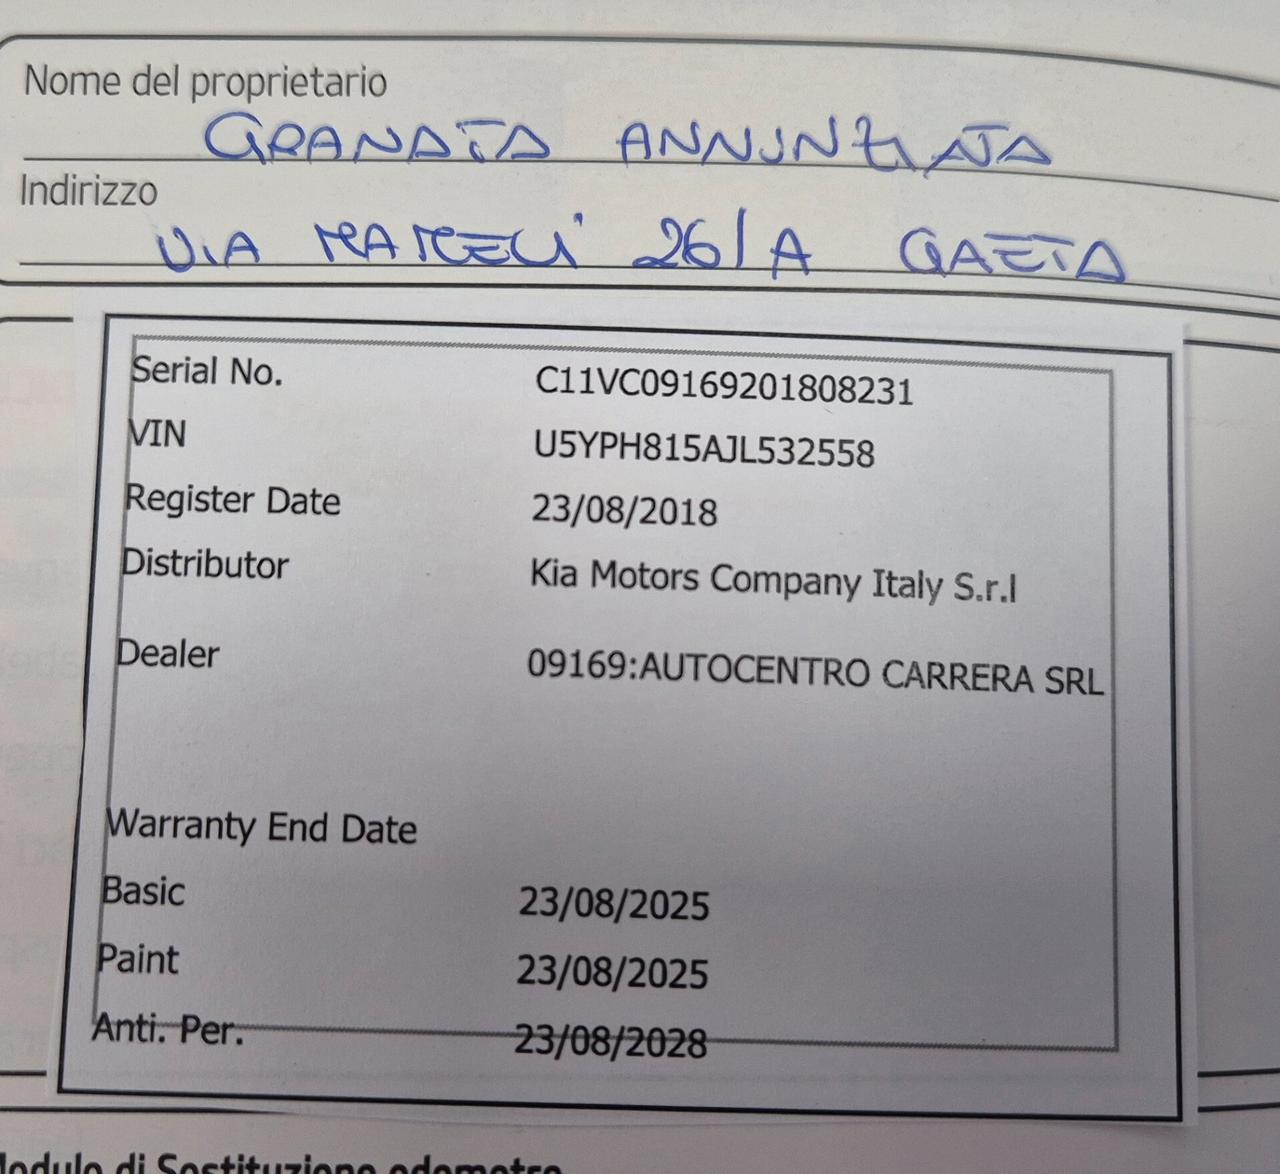 Nome del proprietario
GRANATA ANNUNZIATA
Indirizzo
VIA MARCELLI 26/A GAETA
Serial No. C11VC09169201808231
VIN U5YPH815AJL532558
Register Date 23/08/2018
Distributor Kia Motors Company Italy S.r.l
Dealer 09169:AUTOCENTRO CARRERA SRL
Warranty End Date
Basic 23/08/2025
Paint 23/08/2025
Anti. Per. 23/08/2028
Modulo di Sostituzione odometro